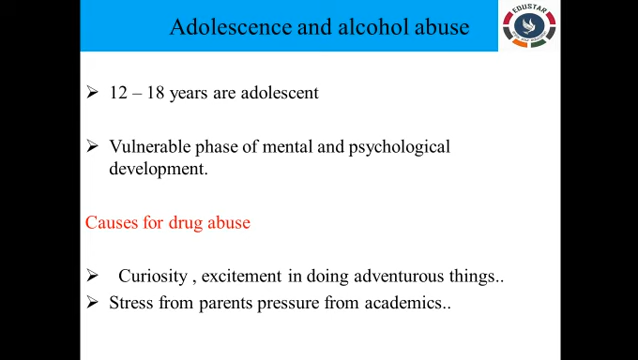 Adolescence and alcohol abuse
EDUSTAR
12 – 18 years are adolescent
Vulnerable phase of mental and psychological
development.
Causes for drug abuse
Curiosity , excitement in doing adventurous things..
Stress from parents pressure from academics..